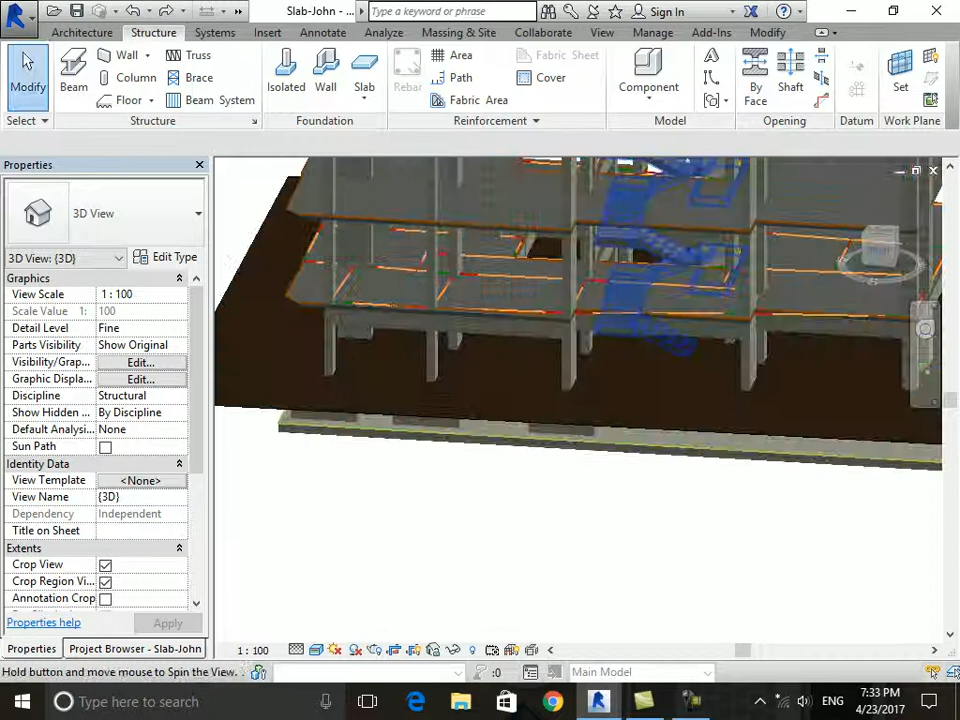 Slab-John - ...
Type a keyword or phrase
Sign In
Architecture Structure Systems Insert Annotate Analyze Massing & Site Collaborate View Manage Add-Ins Modify
Modify
Select
Beam
Wall
Column
Floor
Truss
Brace
Beam System
Structure
Isolated
Wall
Slab
Foundation
Rebar
Area
Path
Fabric Area
Fabric Sheet
Cover
Reinforcement
Component
Model
By Face
Shaft
Opening
Datum
Set
Work Plane
Properties
3D View
3D View: {3D}
Edit Type
Graphics
View Scale 1 : 100
Scale Value 1: 100
Detail Level Fine
Parts Visibility Show Original
Visibility/Grap... Edit...
Graphic Displa... Edit...
Discipline Structural
Show Hidden ... By Discipline
Default Analysi... None
Sun Path
Identity Data
View Template <None>
View Name {3D}
Dependency Independent
Title on Sheet
Extents
Crop View
Crop Region Vi...
Annotation Crop
Properties help
Apply
Properties
Project Browser - Slab-John
1 : 100
Hold button and move mouse to Spin the View.
:0
Main Model
Type here to search
ENG
7:33 PM
4/23/2017